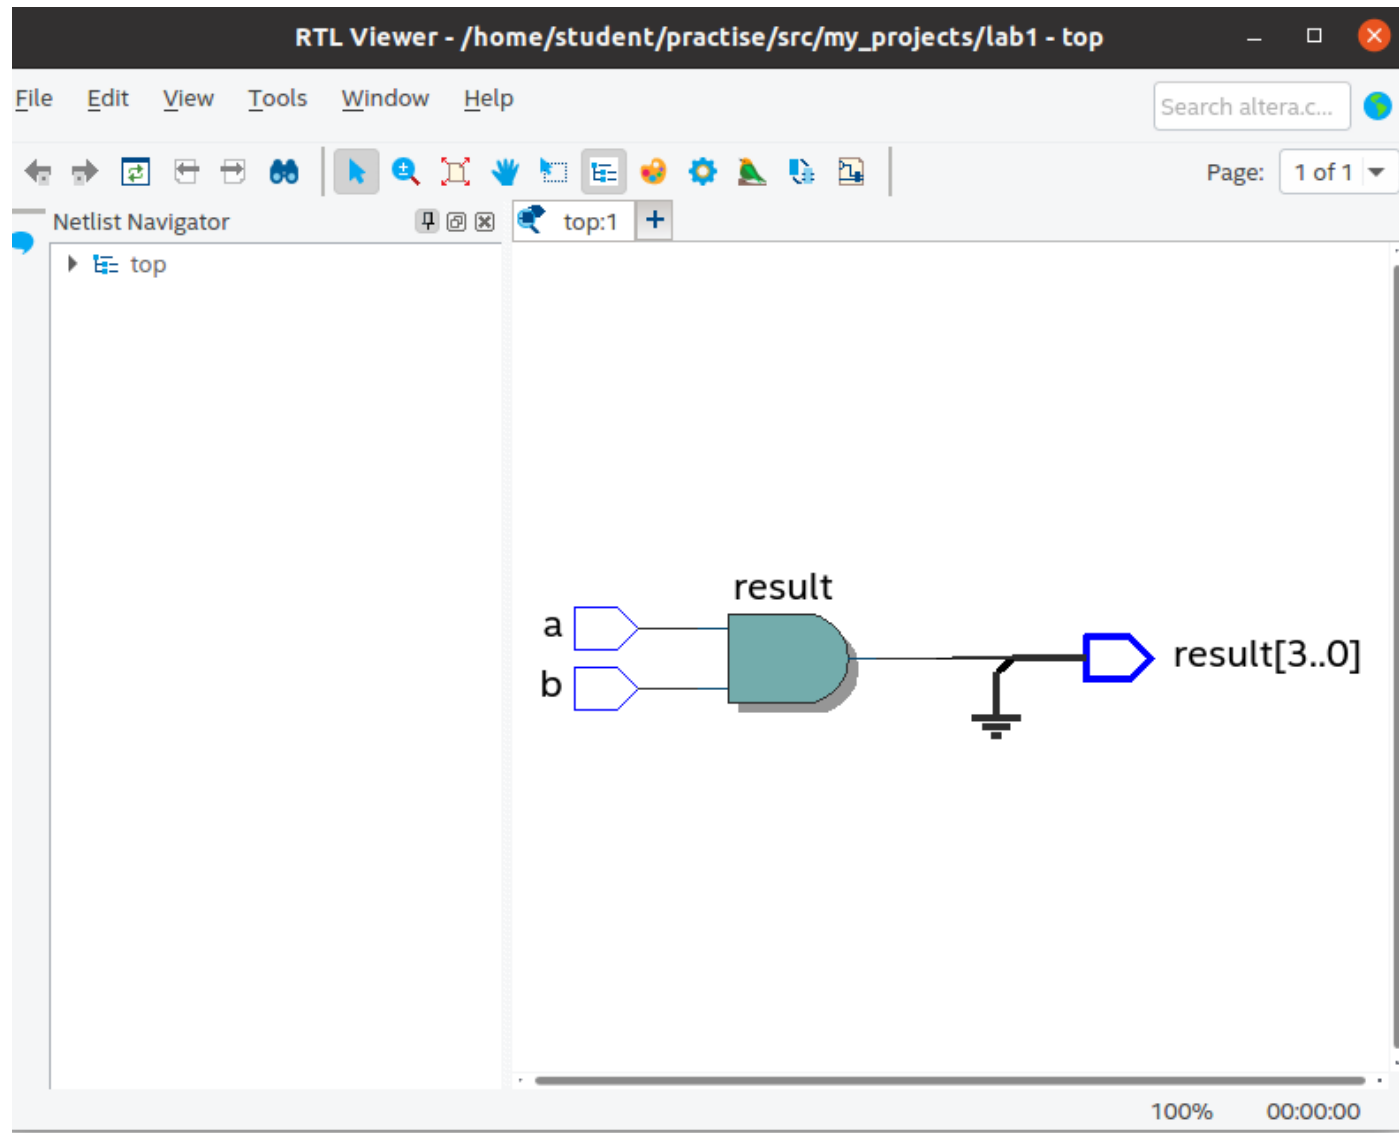 RTL Viewer - /home/student/practise/src/my_projects/lab1 - top
File Edit View Tools Window Help
Search altera.c...
Page: 1 of 1
Netlist Navigator
top:1
top
result
a
b
result[3..0]
100% 00:00:00